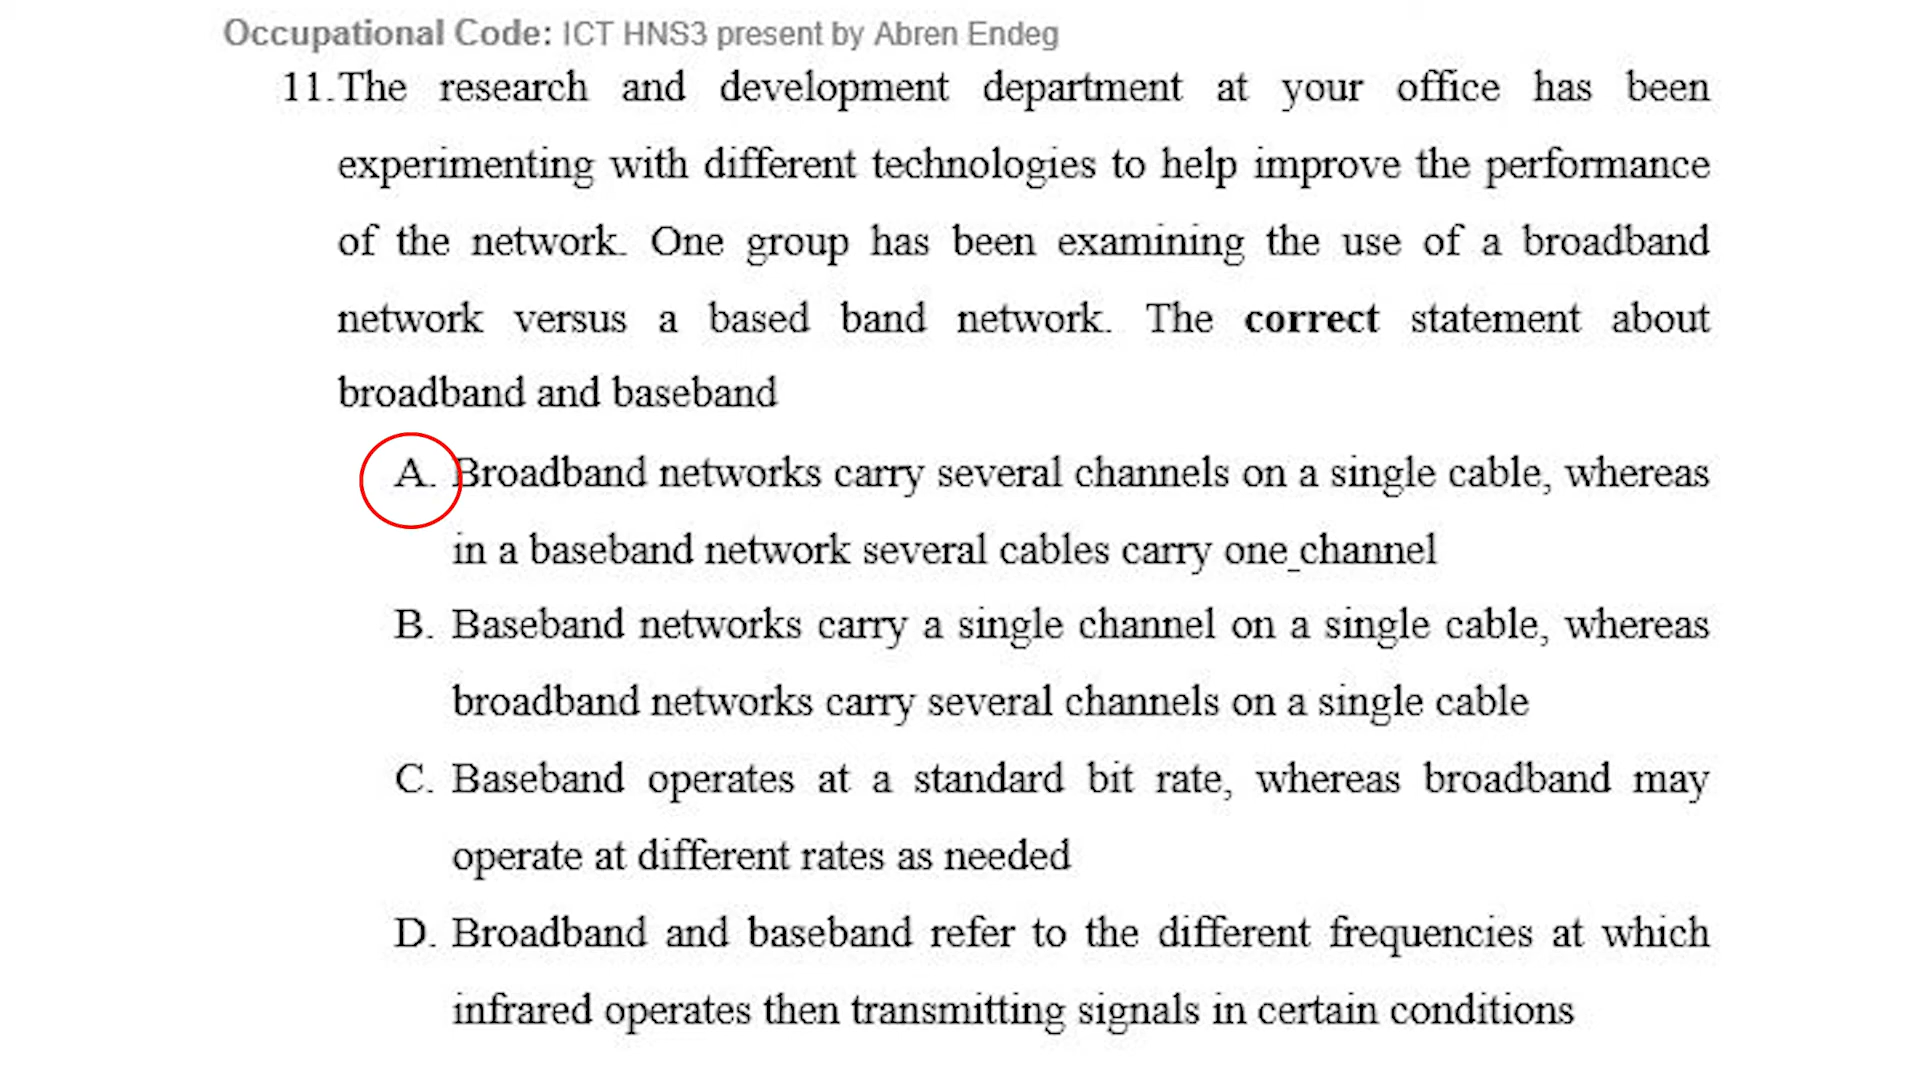 Occupational Code: ICT HNS3 present by Abren Endeg
11.The research and development department at your office has been
experimenting with different technologies to help improve the performance
of the network. One group has been examining the use of a broadband
network versus a based band network. The correct statement about
broadband and baseband
A. Broadband networks carry several channels on a single cable, whereas
in a baseband network several cables carry one_channel
B. Baseband networks carry a single channel on a single cable, whereas
broadband networks carry several channels on a single cable
C. Baseband operates at a standard bit rate, whereas broadband may
operate at different rates as needed
D. Broadband and baseband refer to the different frequencies at which
infrared operates then transmitting signals in certain conditions